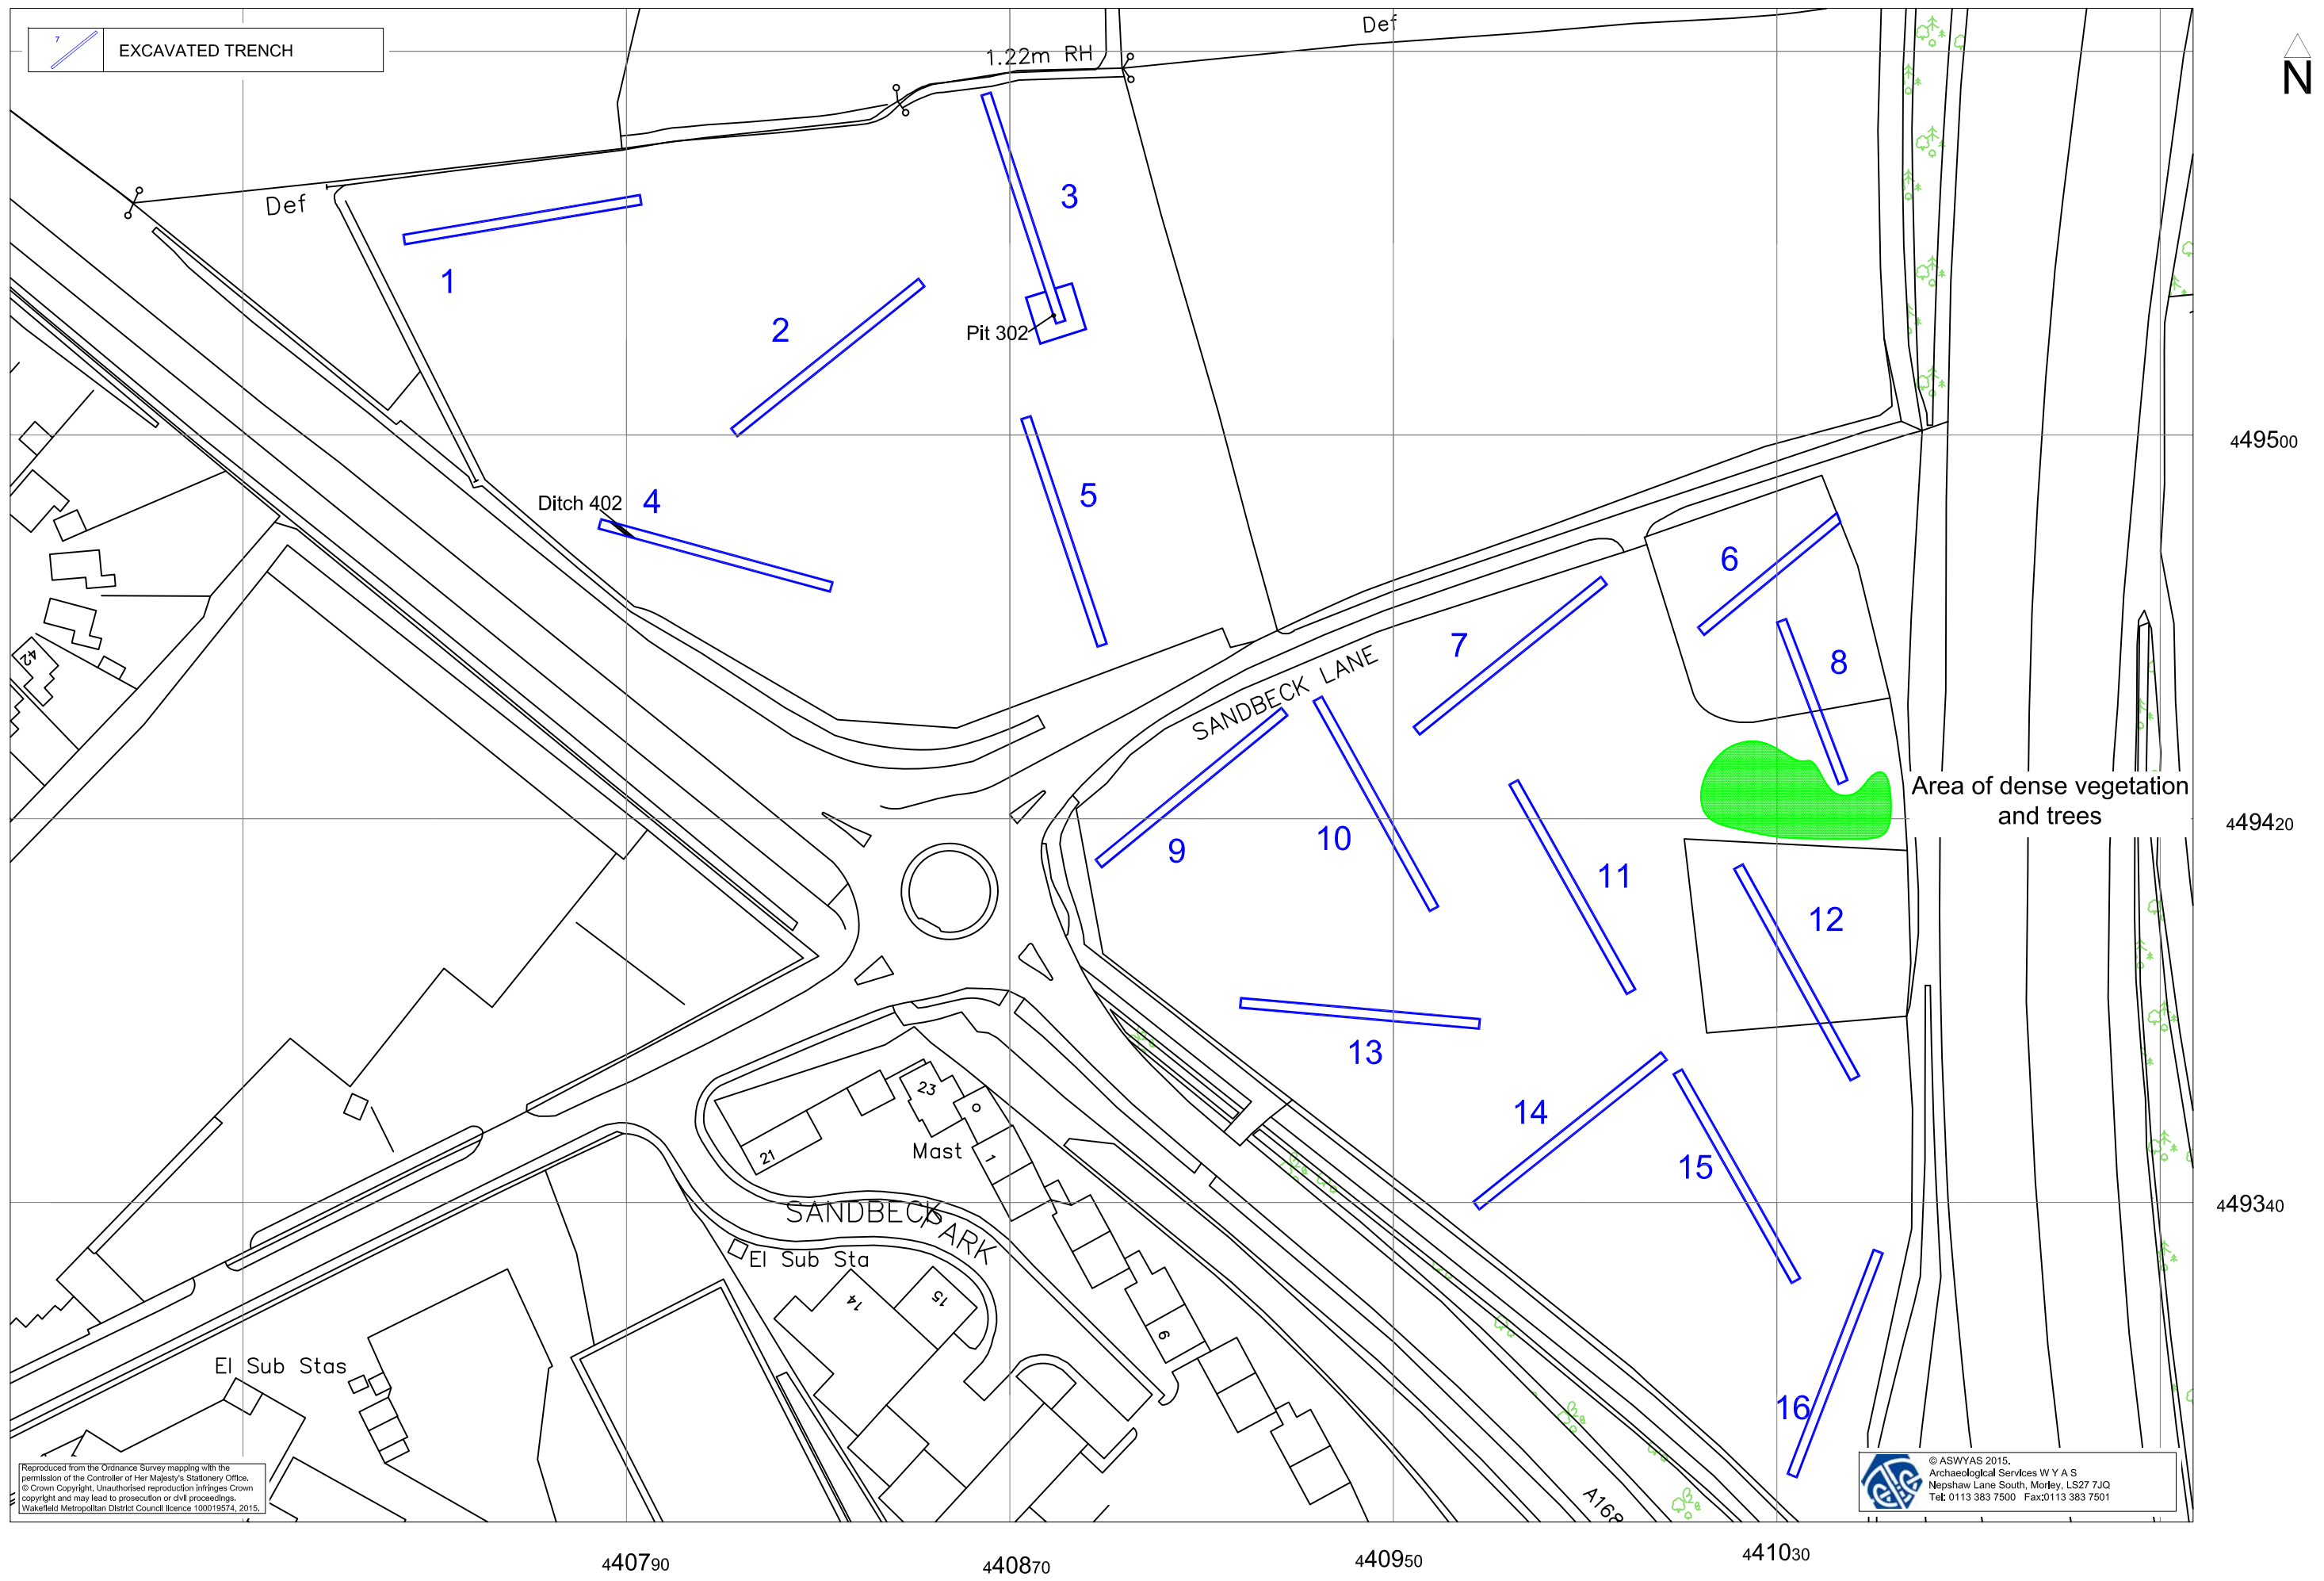 7
EXCAVATED TRENCH
Def
1.22m RH
N
Def
1
2
3
Pit 302
449500
Ditch 402
4
5
6
7
8
42
SANDBECK LANE
Area of dense vegetation
and trees
449420
9
10
11
12
13
14
15
16
23
21
Mast
1
SANDBECK PARK
449340
El Sub Sta
14
15
6
El Sub Stas
A168
Reproduced from the Ordnance Survey mapping with the
permission of the Controller of Her Majesty's Stationery Office.
© Crown Copyright. Unauthorised reproduction infringes Crown
copyright and may lead to prosecution or civil proceedings.
Wakefield Metropolitan District Council licence 100019574, 2015.
© ASWYAS 2015.
Archaeological Services W Y A S
Nepshaw Lane South, Morley, LS27 7JQ
Tel: 0113 383 7500 Fax:0113 383 7501
440790
440870
440950
441030